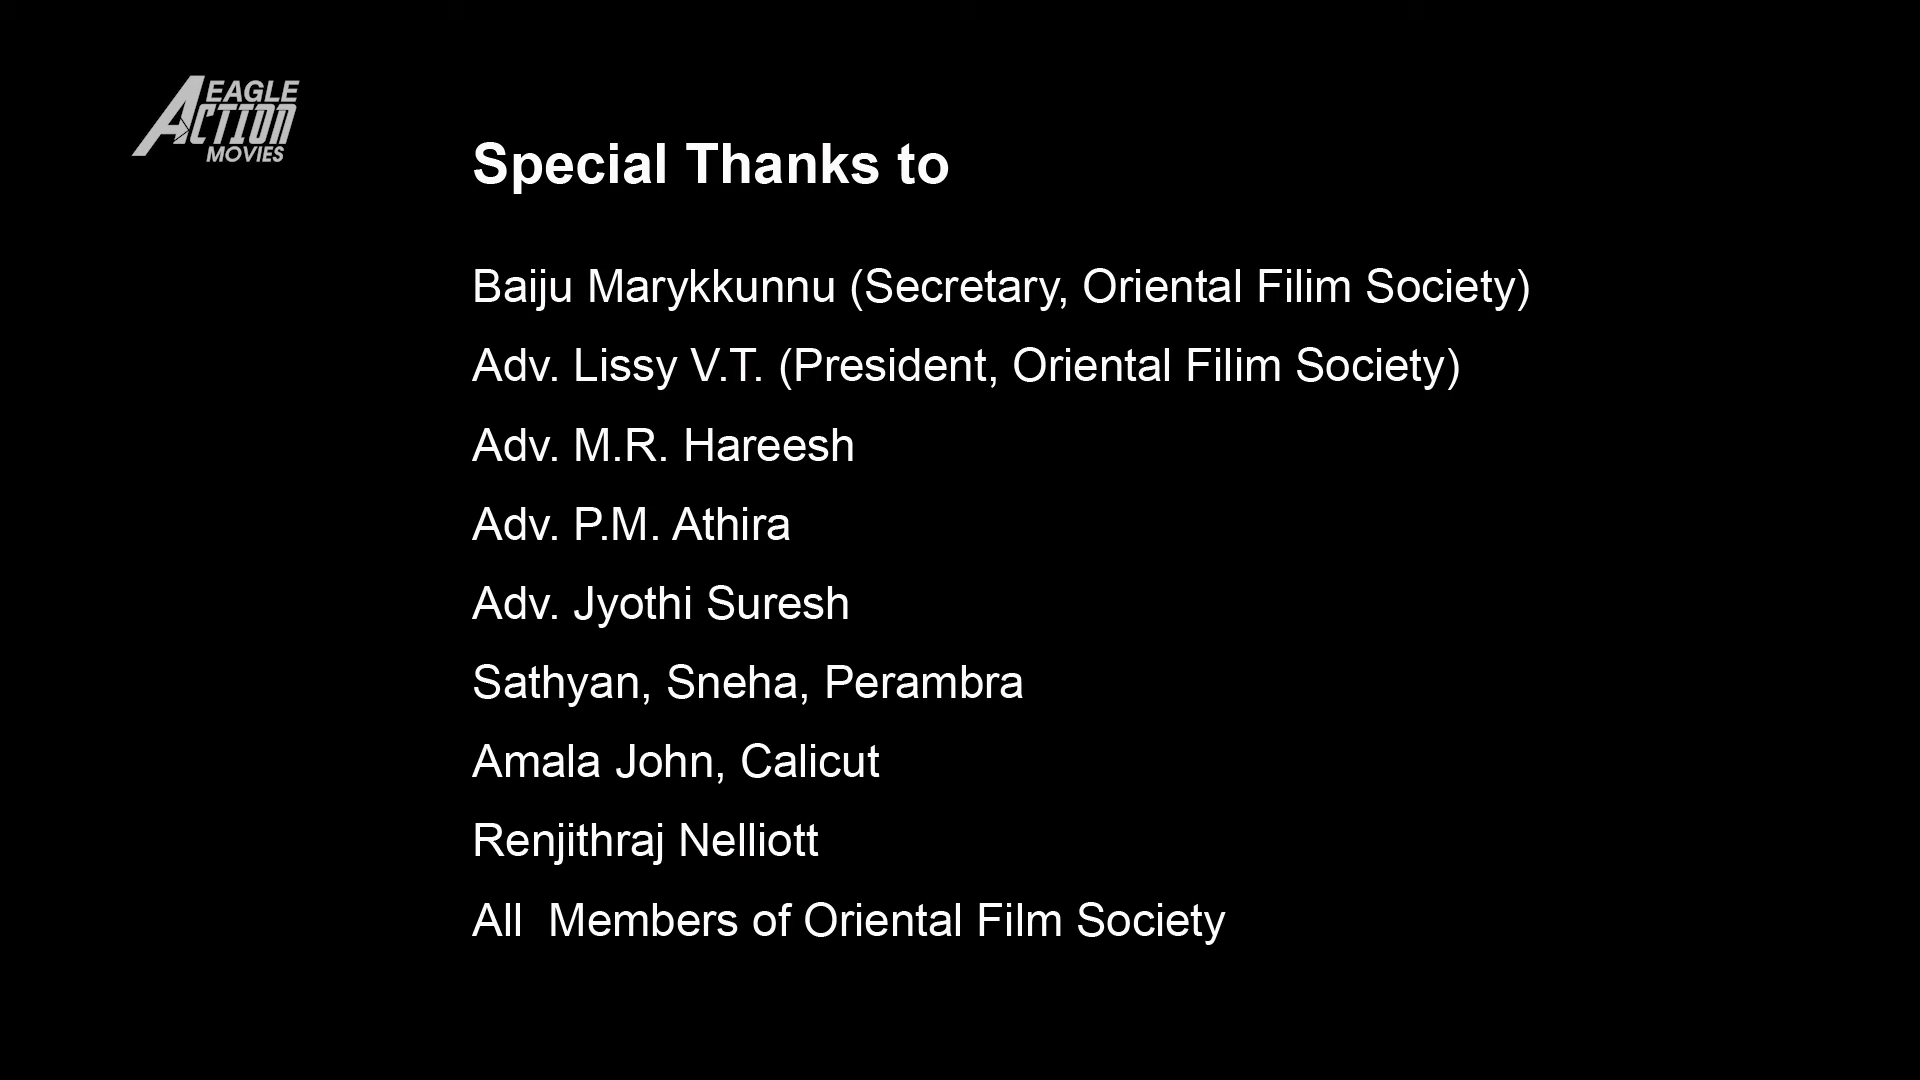 EAGLE
ACTION
MOVIES
Special Thanks to
Baiju Marykkunnu (Secretary, Oriental Filim Society)
Adv. Lissy V.T. (President, Oriental Filim Society)
Adv. M.R. Hareesh
Adv. P.M. Athira
Adv. Jyothi Suresh
Sathyan, Sneha, Perambra
Amala John, Calicut
Renjithraj Nelliott
All  Members of Oriental Film Society